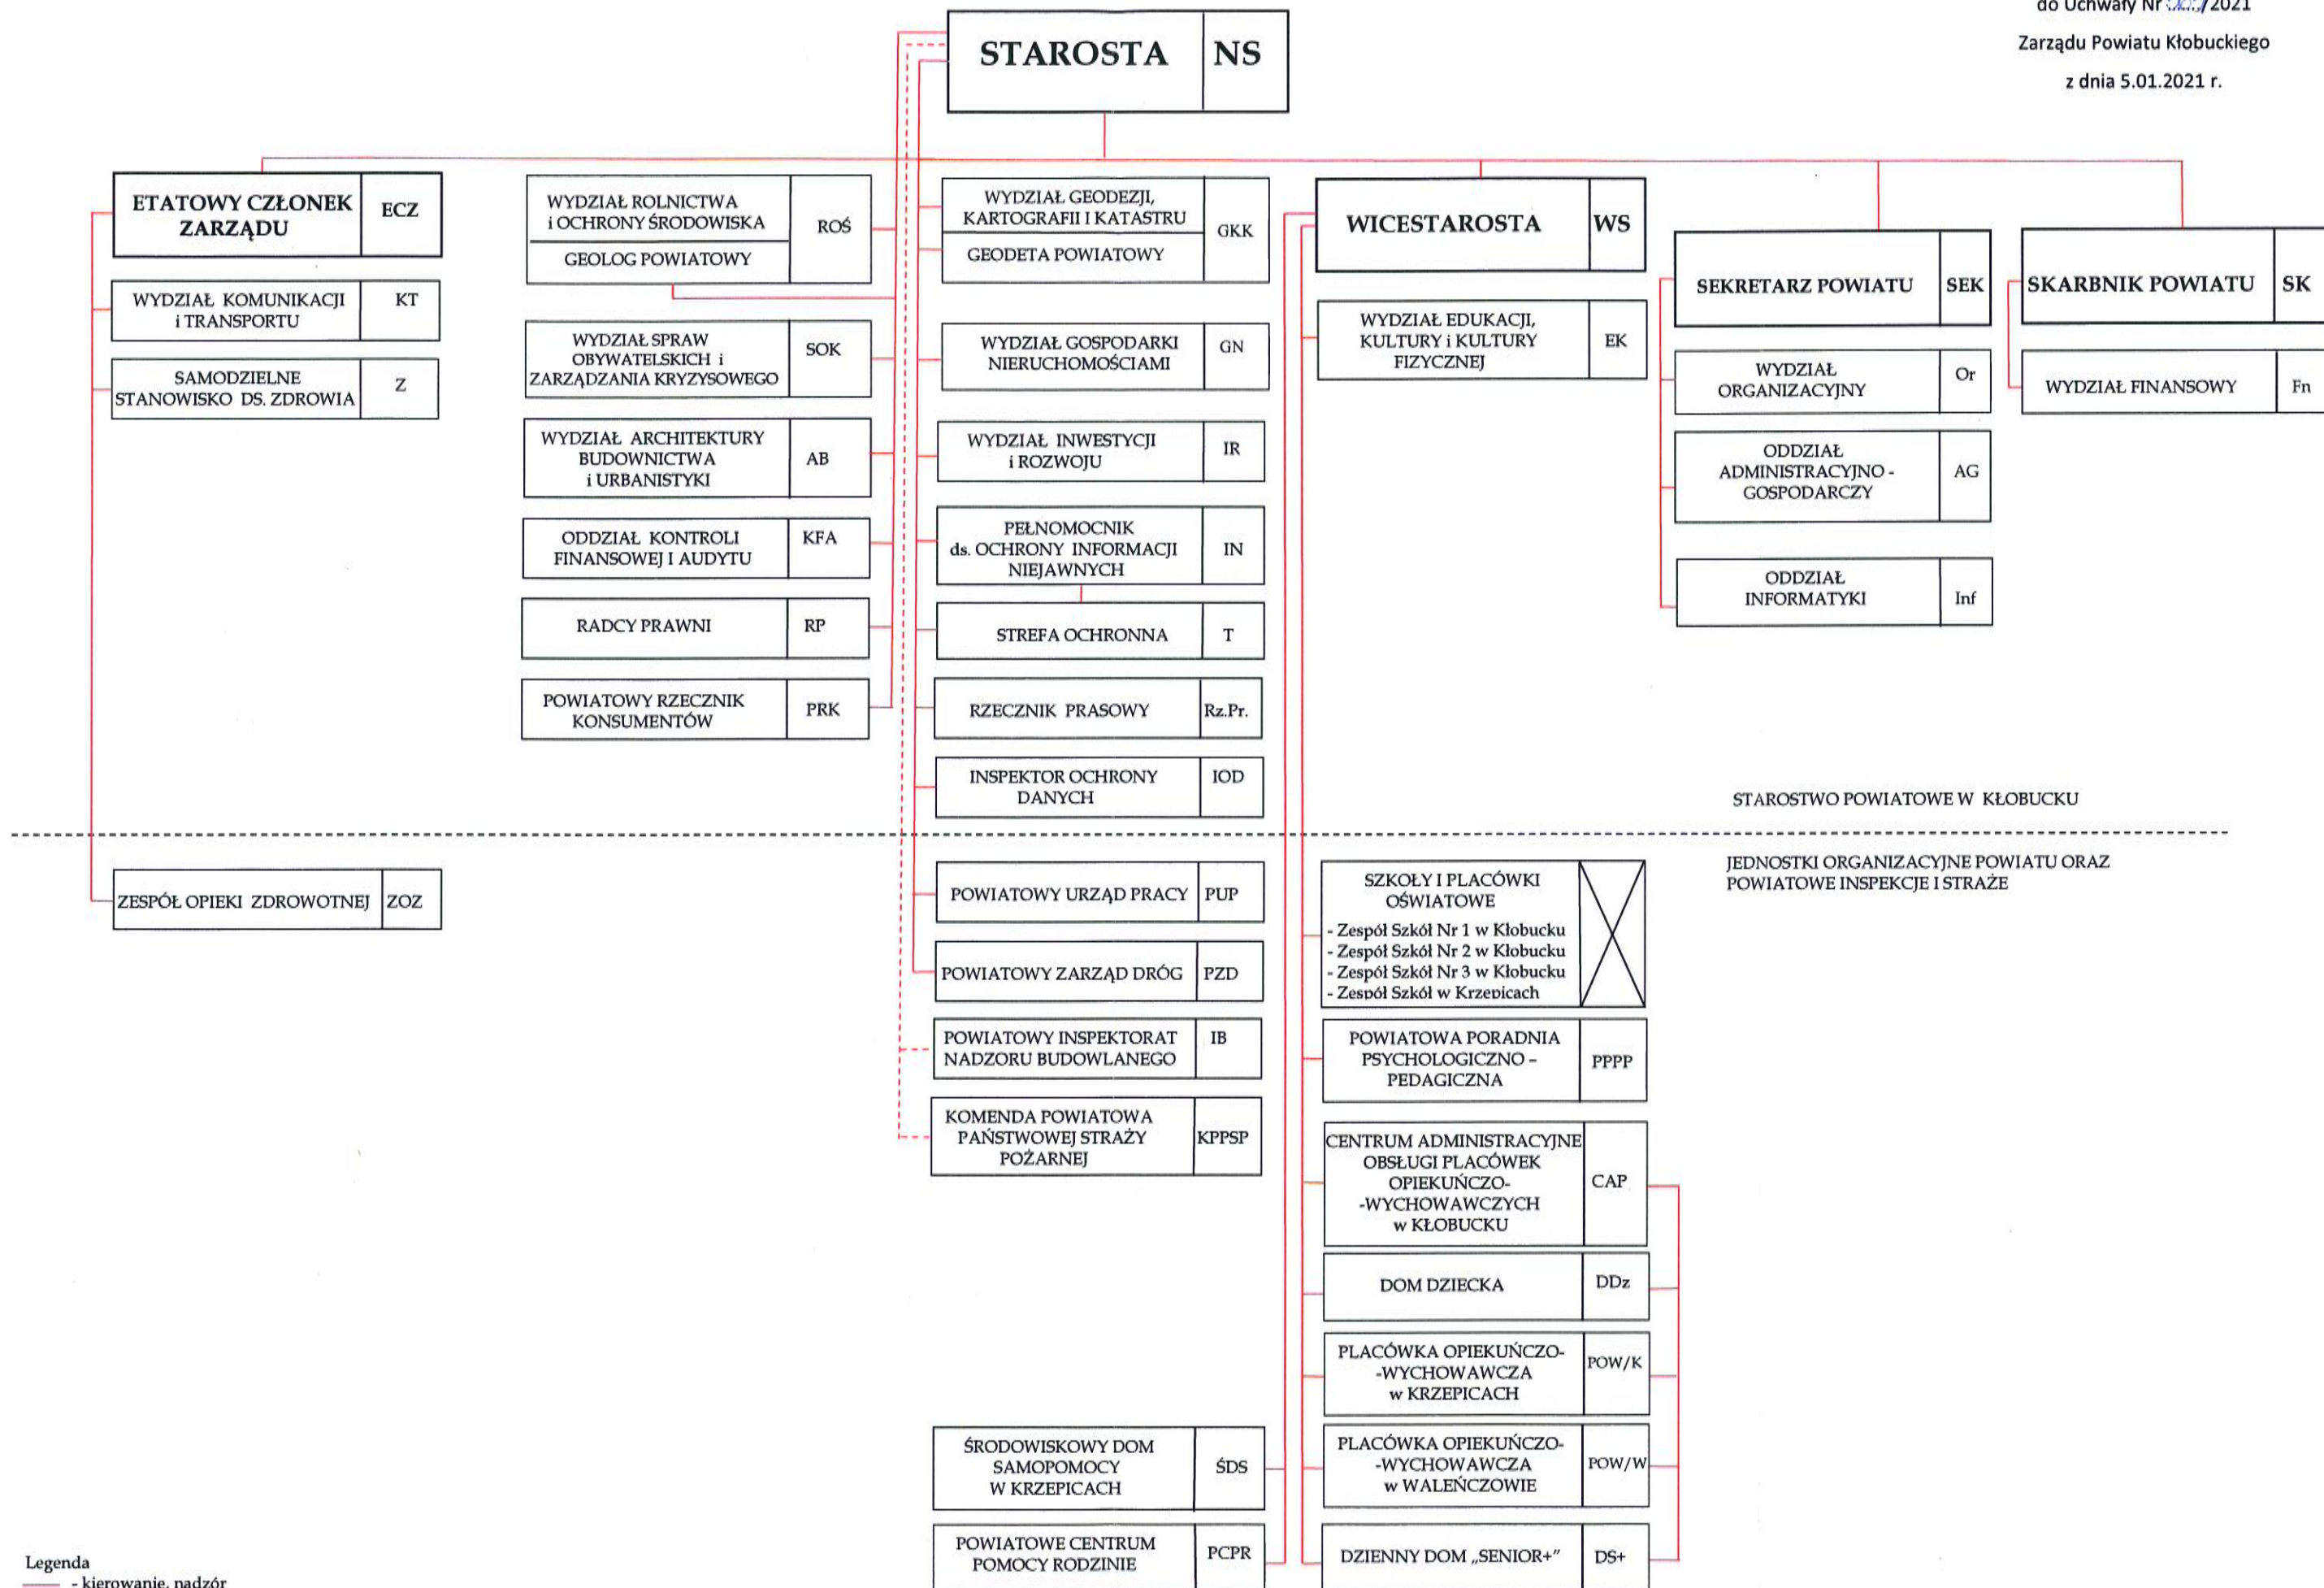 do Uchwały Nr /2021
Zarządu Powiatu Kłobuckiego
z dnia 5.01.2021 r.
STAROSTA NS
ETATOWY CZŁONEK
ZARZĄDU
ECZ
WYDZIAŁ KOMUNIKACJI
i TRANSPORTU
KT
SAMODZIELNE
STANOWISKO DS. ZDROWIA
Z
WYDZIAŁ ROLNICTWA
i OCHRONY ŚRODOWISKA
GEOLOG POWIATOWY
ROŚ
WYDZIAŁ SPRAW
OBYWATELSKICH i
ZARZĄDZANIA KRYZYSOWEGO
SOK
WYDZIAŁ ARCHITEKTURY
BUDOWNICTWA
i URBANISTYKI
AB
ODDZIAŁ KONTROLI
FINANSOWEJ I AUDYTU
KFA
RADCY PRAWNI
RP
POWIATOWY RZECZNIK
KONSUMENTÓW
PRK
WYDZIAŁ GEODEZJI,
KARTOGRAFII I KATASTRU
GEODETA POWIATOWY
GKK
WYDZIAŁ GOSPODARKI
NIERUCHOMOŚCIAMI
GN
WYDZIAŁ INWESTYCJI
i ROZWOJU
IR
PEŁNOMOCNIK
ds. OCHRONY INFORMACJI
NIEJAWNYCH
IN
STREFA OCHRONNA
T
RZECZNIK PRASOWY
Rz.Pr.
INSPEKTOR OCHRONY
DANYCH
IOD
WICESTAROSTA WS
WYDZIAŁ EDUKACJI,
KULTURY i KULTURY
FIZYCZNEJ
EK
SEKRETARZ POWIATU SEK
WYDZIAŁ
ORGANIZACYJNY
Or
ODDZIAŁ
ADMINISTRACYJNO -
GOSPODARCZY
AG
ODDZIAŁ
INFORMATYKI
Inf
SKARBNIK POWIATU SK
WYDZIAŁ FINANSOWY Fn
STAROSTWO POWIATOWE W KŁOBUCKU
JEDNOSTKI ORGANIZACYJNE POWIATU ORAZ
POWIATOWE INSPEKCJE I STRAŻE
ZESPÓŁ OPIEKI ZDROWOTNEJ ZOZ
POWIATOWY URZĄD PRACY PUP
POWIATOWY ZARZĄD DRÓG PZD
POWIATOWY INSPEKTORAT
NADZORU BUDOWLANEGO
IB
KOMENDA POWIATOWA
PAŃSTWOWEJ STRAŻY
POŻARNEJ
KPPSP
ŚRODOWISKOWY DOM
SAMOPOMOCY
W KRZEPICACH
ŚDS
POWIATOWE CENTRUM
POMOCY RODZINIE
PCPR
SZKOŁY I PLACÓWKI
OŚWIATOWE
- Zespół Szkół Nr 1 w Kłobucku
- Zespół Szkół Nr 2 w Kłobucku
- Zespół Szkół Nr 3 w Kłobucku
- Zespół Szkół w Krzepicach
POWIATOWA PORADNIA
PSYCHOLOGICZNO –
PEDAGICZNA
PPPP
CENTRUM ADMINISTRACYJNE
OBSŁUGI PLACÓWEK
OPIEKUŃCZO-
-WYCHOWAWCZYCH
w KŁOBUCKU
CAP
DOM DZIECKA
DDz
PLACÓWKA OPIEKUŃCZO-
-WYCHOWAWCZA
w KRZEPICACH
POW/K
PLACÓWKA OPIEKUŃCZO-
-WYCHOWAWCZA
w WALEŃCZOWIE
POW/W
DZIENNY DOM „SENIOR+” DS+
Legenda
- kierowanie, nadzór